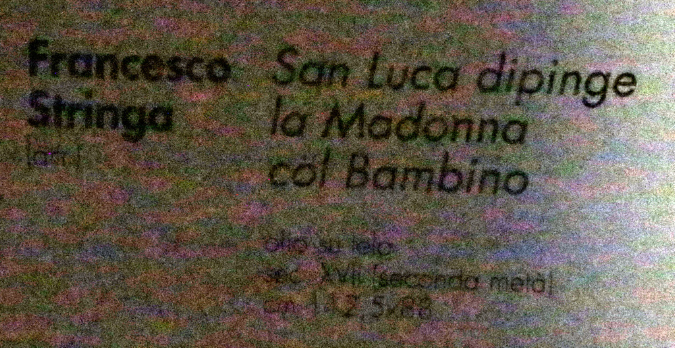 Francesco
Stringa
[attr.]
San Luca dipinge
la Madonna
col Bambino
olio su tela
sec. XVII [seconda metà]
cm 112,5x88